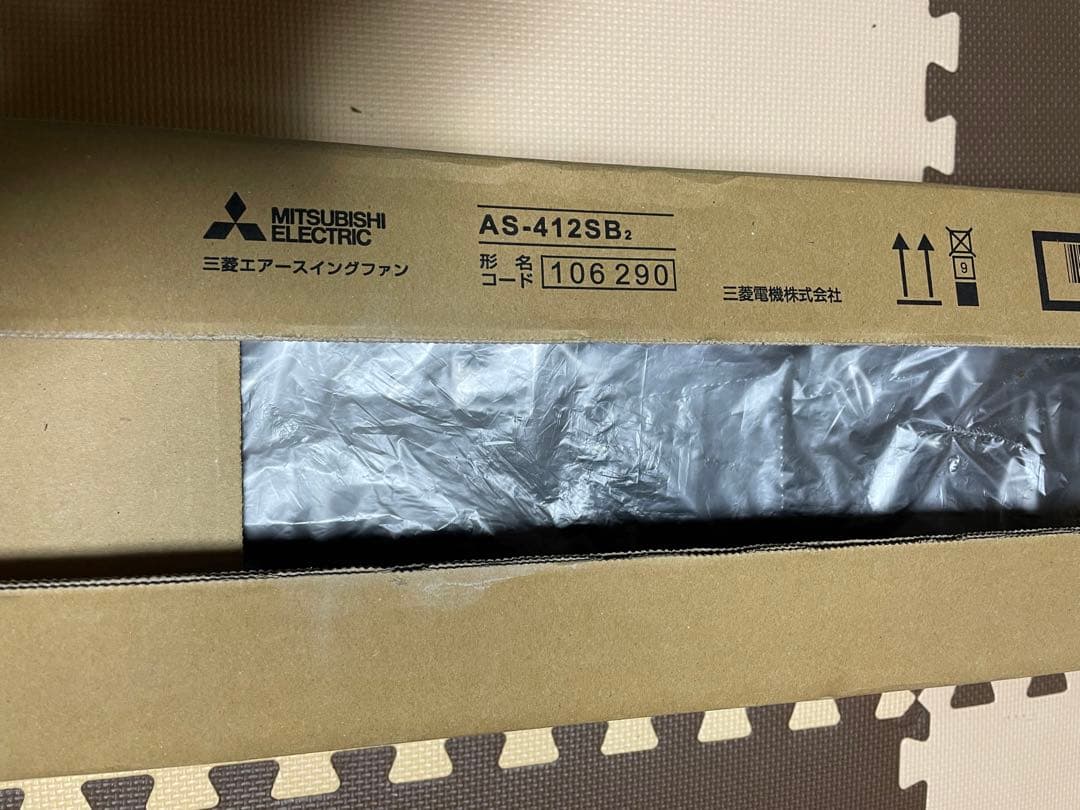 MITSUBISHI
ELECTRIC
三菱エアースイングファン
AS-412SB₂
形名
コード 106 290
三菱電機株式会社
9